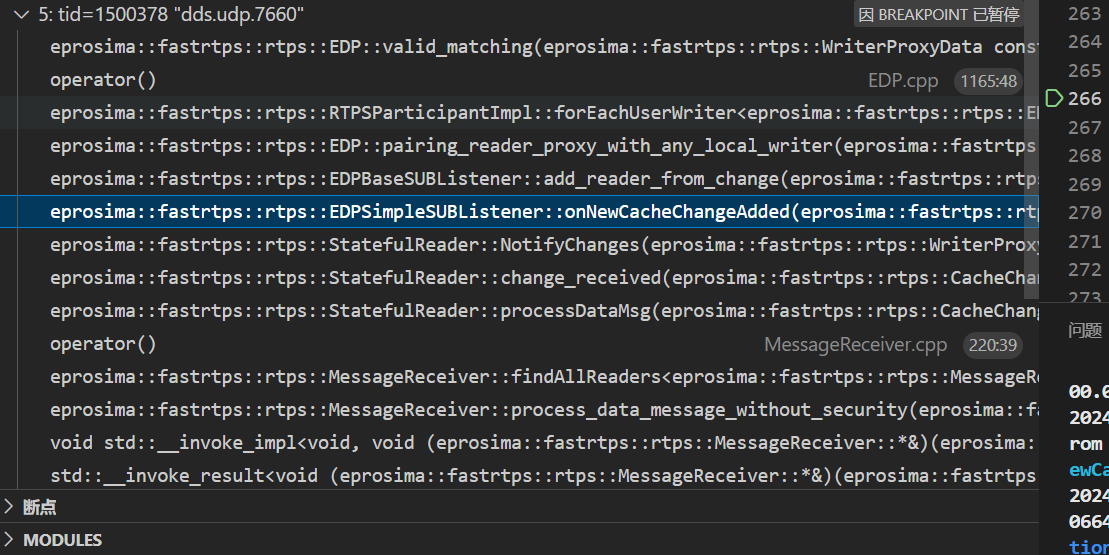 5: tid=1500378 "dds.udp.7660" 因 BREAKPOINT 已暂停
eprosima::fastrtps::rtps::EDP::valid_matching(eprosima::fastrtps::rtps::WriterProxyData cons
operator() EDP.cpp 1165:48
eprosima::fastrtps::rtps::RTPSParticipantImpl::forEachUserWriter<eprosima::fastrtps::rtps::E
eprosima::fastrtps::rtps::EDP::pairing_reader_proxy_with_any_local_writer(eprosima::fastrtps:
eprosima::fastrtps::rtps::EDPBaseSUBListener::add_reader_from_change(eprosima::fastrtps::rtps
eprosima::fastrtps::rtps::EDPSimpleSUBListener::onNewCacheChangeAdded(eprosima::fastrtps::rtp
eprosima::fastrtps::rtps::StatefulReader::NotifyChanges(eprosima::fastrtps::rtps::WriterProxy
eprosima::fastrtps::rtps::StatefulReader::change_received(eprosima::fastrtps::rtps::CacheChan
eprosima::fastrtps::rtps::StatefulReader::processDataMsg(eprosima::fastrtps::rtps::CacheChang
operator() MessageReceiver.cpp 220:39
eprosima::fastrtps::rtps::MessageReceiver::findAllReaders<eprosima::fastrtps::rtps::MessageRe
eprosima::fastrtps::rtps::MessageReceiver::process_data_message_without_security(eprosima::fa
void std::__invoke_impl<void, void (eprosima::fastrtps::rtps::MessageReceiver::*&)(eprosima::
std::__invoke_result<void (eprosima::fastrtps::rtps::MessageReceiver::*&)(eprosima::fastrtps:
断点
MODULES
263
264
265
266
267
268
269
270
271
272
273
问题
00.0
2024
rom
ewCa
2024
0664
tion